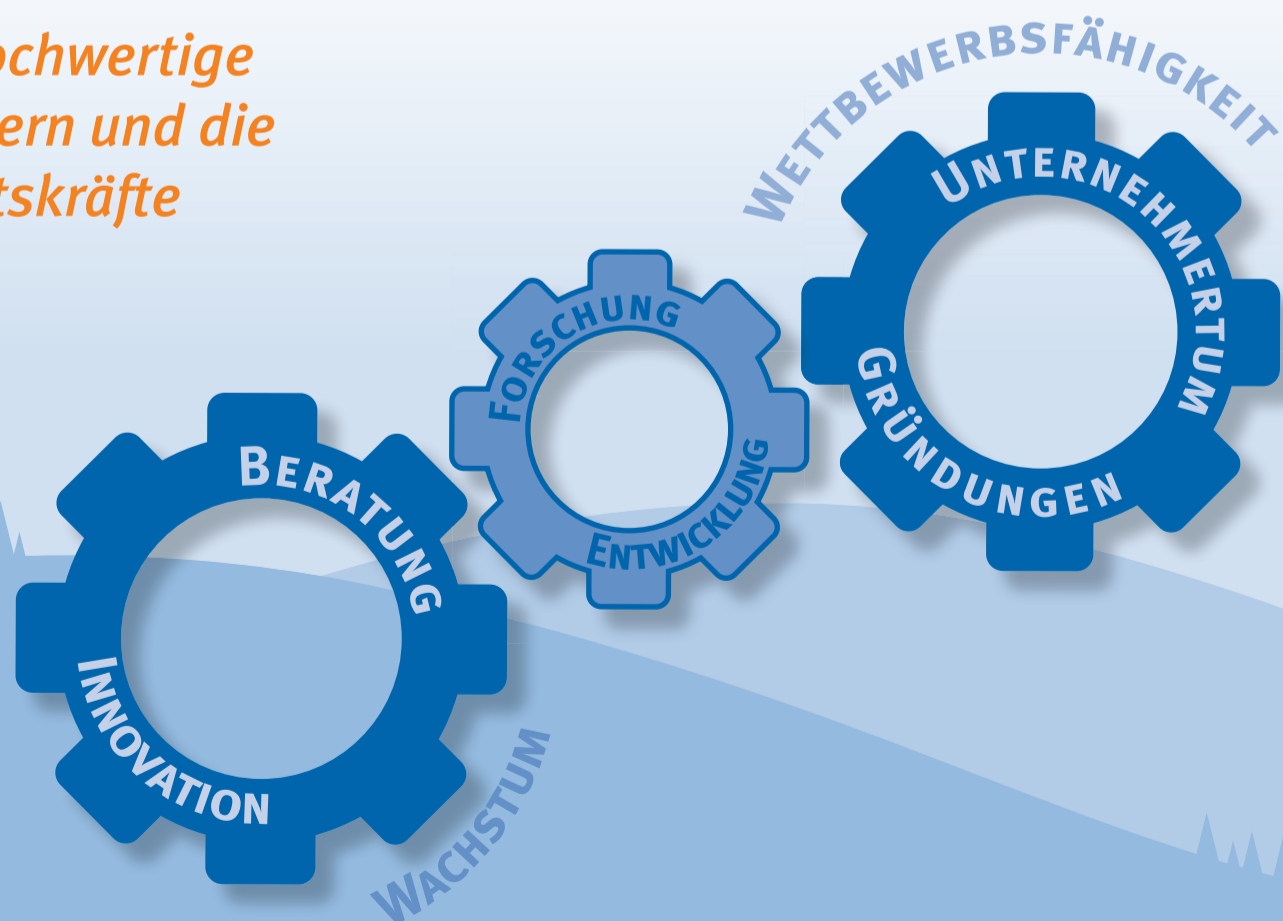 ochwertige
ern und die
tskräfte
WETTBEWERBSFÄHIGKEIT
UNTERNEHMERTUM
GRÜNDUNGEN
FORSCHUNG
ENTWICKLUNG
BERATUNG
INNOVATION
WACHSTUM